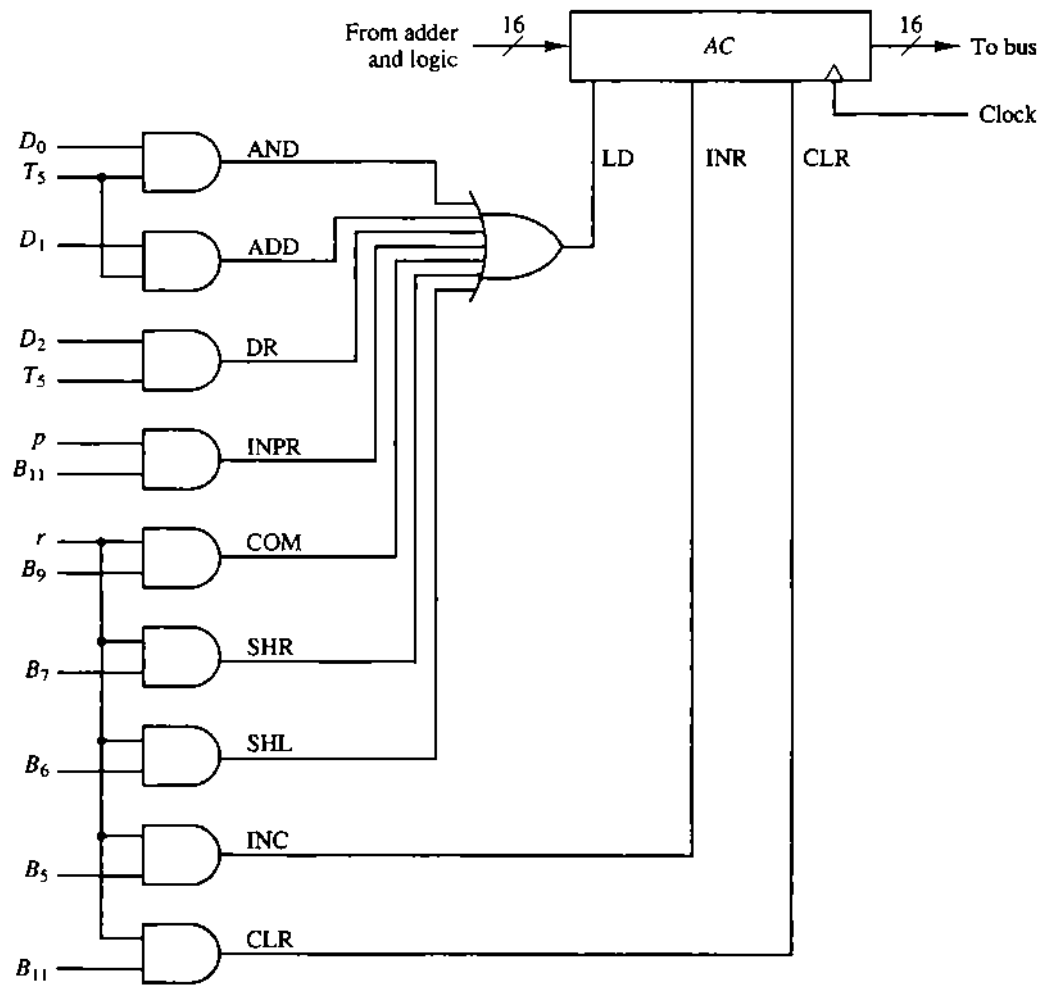 From adder
and logic
16
AC
16
To bus
Clock
LD
INR
CLR
D0
T5
AND
D1
ADD
D2
T5
DR
p
B11
INPR
r
B9
COM
B7
SHR
B6
SHL
B5
INC
B11
CLR